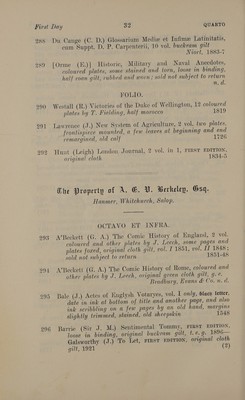 First Day 32 QUARTO
288 Du Cange (C. D.) Glossarium Mediæ et Infimæ Latinitatis,
cum Suppt. D. P. Carpenterii, 10 vol. buckram gilt
Niort, 1883-7
289 [Orme (E.)] Historic, Military and Naval Anecdotes,
coloured plates, some stained and torn, loose in binding,
half roan gilt, rubbed and worn; sold not subject to return
n. d.
FOLIO.
290 Westall (R.) Victories of the Duke of Wellington, 12 coloured
plates by T. Fielding, half morocco 1819
291 Lawrence (J.) New System of Agriculture, 2 vol. two plates,
frontispiece mounted, a few leaves of beginning and end
remargined, old calf 1726
292 Hunt (Leigh) London Journal, 2 vol. in 1, FIRST EDITION,
original cloth 1834-5
The Property of A. E. U. Berkeley, Esq.
Hanmer, Whitchurch, Salop.
OCTAVO ET INFRA.
293 A'Beckett (G. A.) The Comic History of England, 2 vol.
coloured and other plates by J. Leech, some pages and
plates foxed, original cloth gilt, vol. I 1851, vol. II 1848;
sold not subject to return 1851-48
294 A'Beckett (G. A.) The Comic History of Rome, coloured and
other plates by J. Leech, original green cloth gilt, g. e.
Bradbury, Evans & Co. n. d.
295 Bale (J.) Actes of Englysh Votaryes, vol. I only, black letter,
date in ink at bottom of title and another page, and also
ink scribbling on a few pages by an old hand, margins
slightly trimmed, stained, old sheepskin 1548
296 Barrie (Sir J. M.) Sentimental Tommy, FIRST EDITION,
loose in binding, original buckram gilt, t. e. g. 1896—
Galsworthy (J.) To Let, FIRST EDITION, original cloth
gilt, 1921 (2)